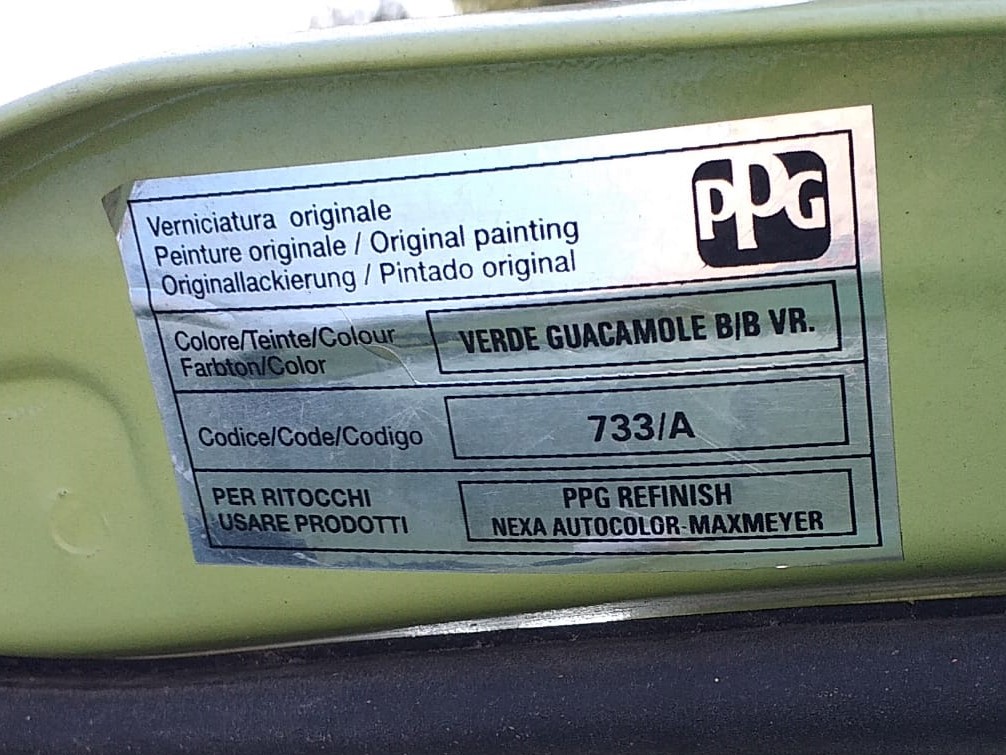 PPG
Verniciatura originale
Peinture originale / Original painting
Originallackierung / Pintado original
Colore/Teinte/Colour
Farbton/Color
VERDE GUACAMOLE B/B VR.
Codice/Code/Codigo
733/A
PER RITOCCHI
USARE PRODOTTI
PPG REFINISH
NEXA AUTOCOLOR-MAXMEYER